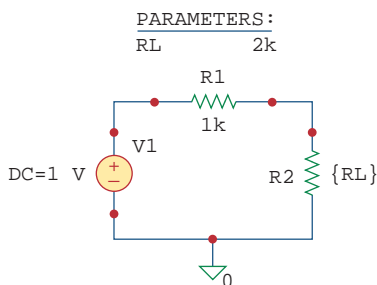 PARAMETERS:
RL 2k
R1
1k
V1
DC=1 V
R2 {RL}
0